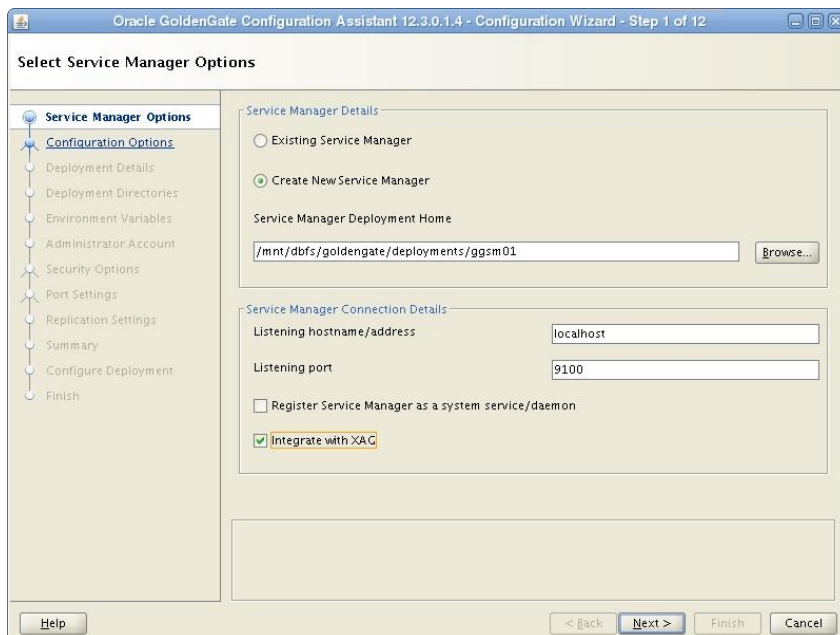 Oracle GoldenGate Configuration Assistant 12.3.0.1.4 - Configuration Wizard - Step 1 of 12
Select Service Manager Options
Service Manager Options
Configuration Options
Deployment Details
Deployment Directories
Environment Variables
Administrator Account
Security Options
Port Settings
Replication Settings
Summary
Configure Deployment
Finish
Service Manager Details
Existing Service Manager
Create New Service Manager
Service Manager Deployment Home
/mnt/dbfs/goldengate/deployments/ggsm01
Browse...
Service Manager Connection Details
Listening hostname/address
localhost
Listening port
9100
Register Service Manager as a system service/daemon
Integrate with XAG
Help
< Back
Next >
Finish
Cancel